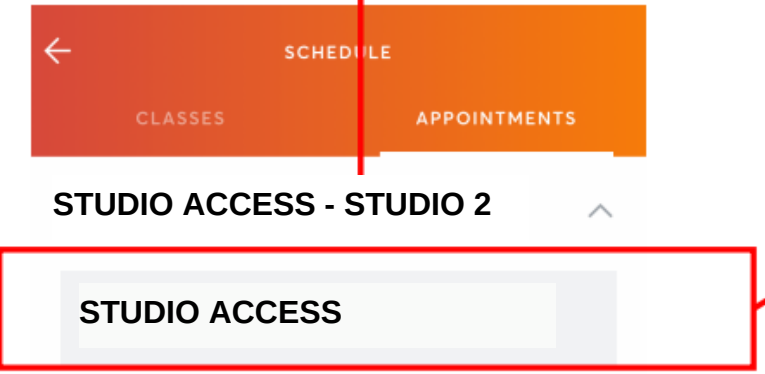 SCHEDULE
CLASSES APPOINTMENTS
STUDIO ACCESS - STUDIO 2
STUDIO ACCESS